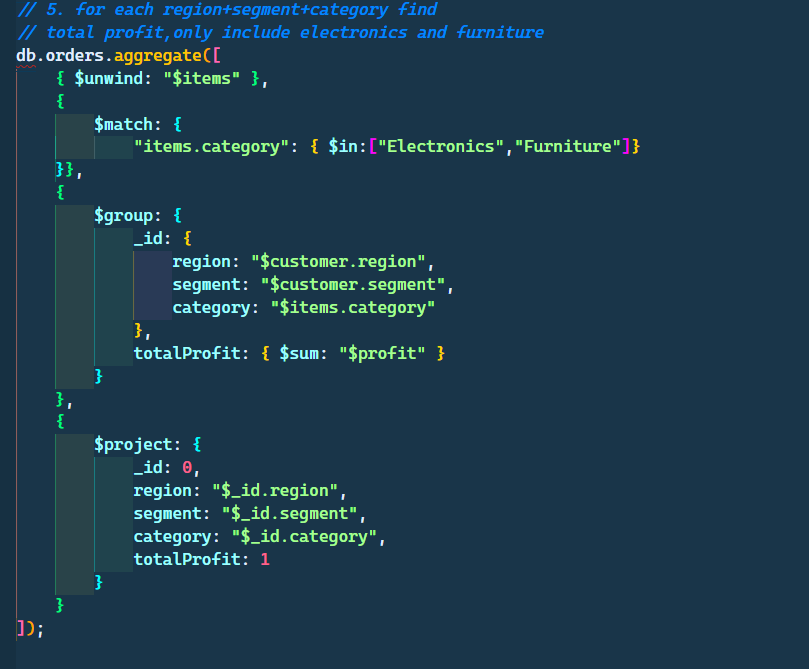 // 5. for each region+segment+category find
// total profit,only include electronics and furniture
db.orders.aggregate([
    { $unwind: "$items" },
    {
        $match: {
            "items.category": { $in:["Electronics","Furniture"]}
    }},
    {
        $group: {
            _id: {
                region: "$customer.region",
                segment: "$customer.segment",
                category: "$items.category"
            },
            totalProfit: { $sum: "$profit" }
        }
    },
    {
        $project: {
            _id: 0,
            region: "$_id.region",
            segment: "$_id.segment",
            category: "$_id.category",
            totalProfit: 1
        }
    }
]);